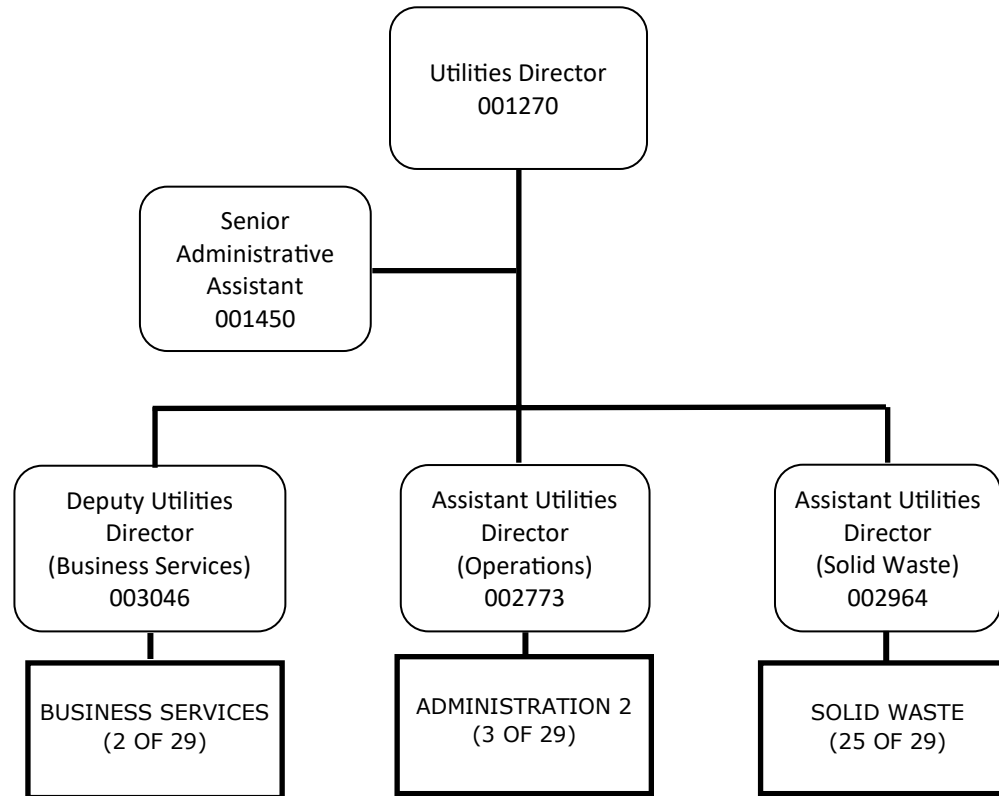 Utilities Director
001270
Senior
Administrative
Assistant
001450
Deputy Utilities
Director
(Business Services)
003046
Assistant Utilities
Director
(Operations)
002773
Assistant Utilities
Director
(Solid Waste)
002964
BUSINESS SERVICES
(2 OF 29)
ADMINISTRATION 2
(3 OF 29)
SOLID WASTE
(25 OF 29)